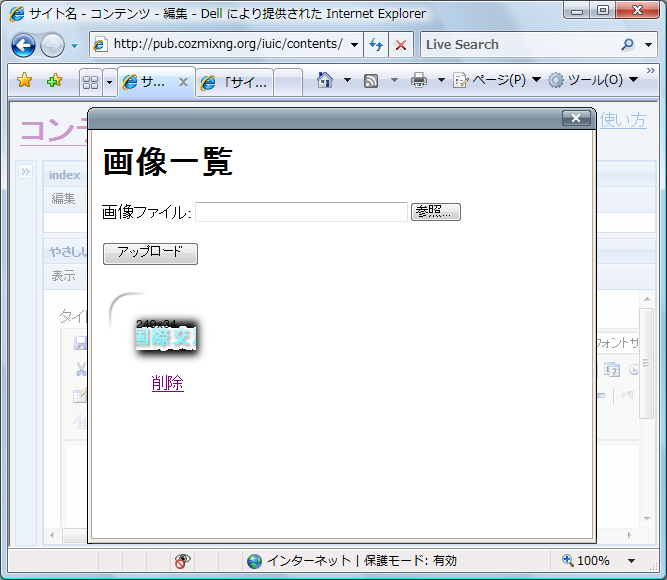 サイト名 - コンテンツ - 編集 - Dell により提供された Internet Explorer
http://pub.cozmixng.org/iuic/contents/
Live Search
サ...
「サイ...
ページ(P)
ツール(O)
コンテ
使い方
index
編集
画像一覧
画像ファイル:
参照...
アップロード
やさしい
表示
タイ
フォントサ
249x34
国際交
削除
インターネット | 保護モード: 有効
100%